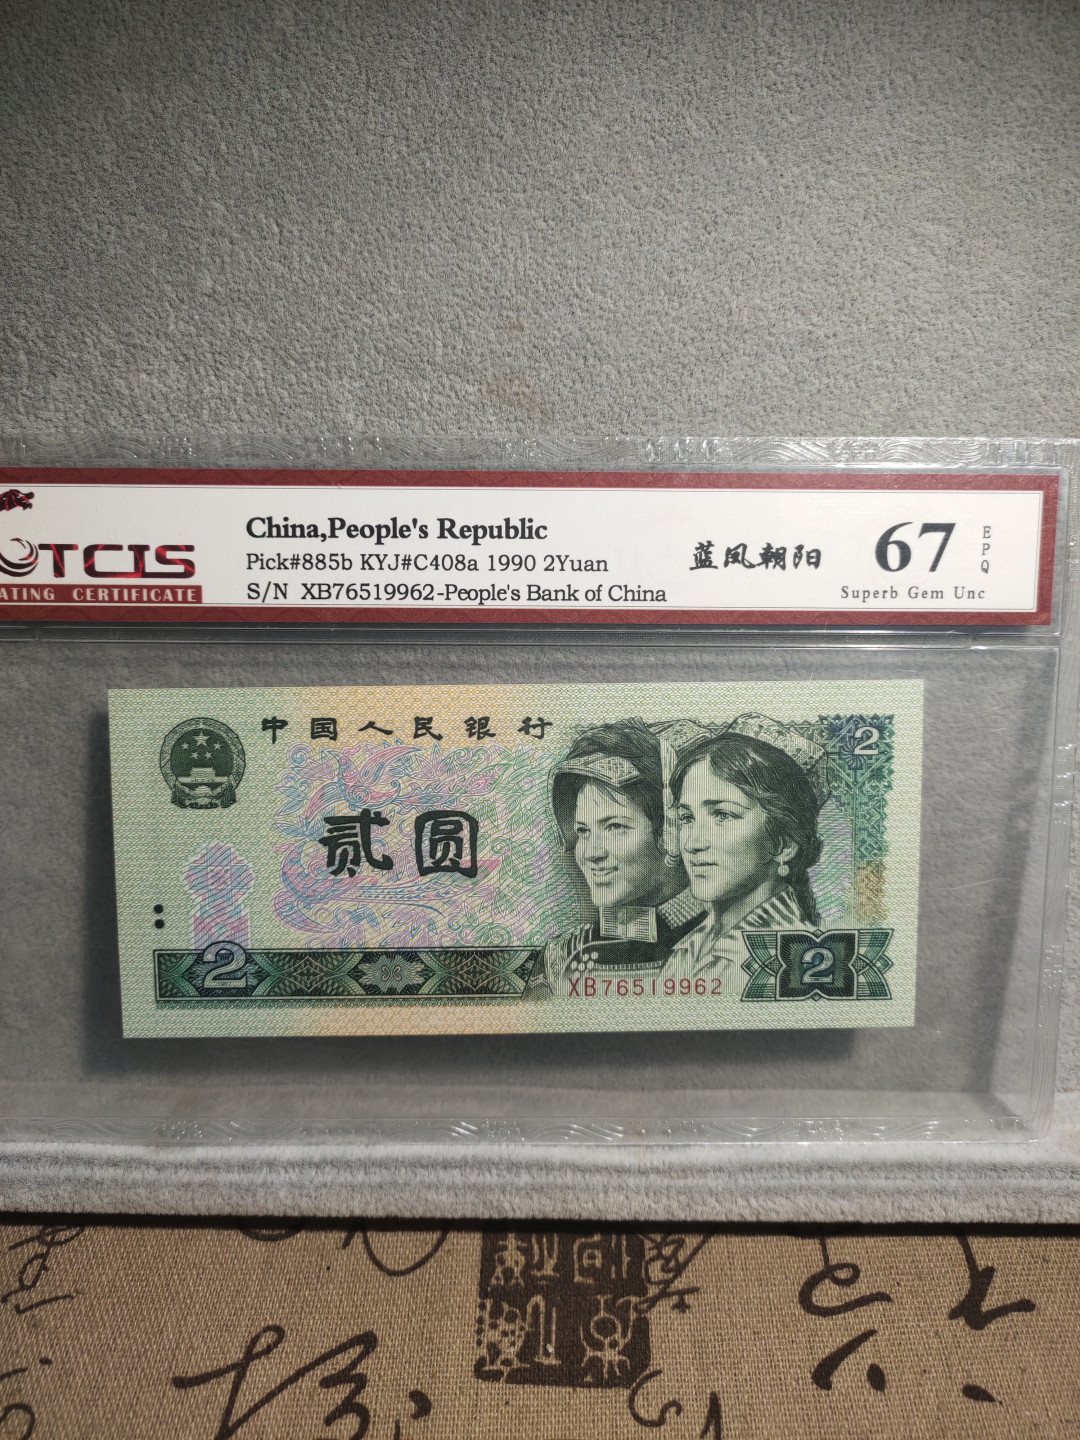 China,People's Republic
Pick#885b KYJ#C408a 1990 2Yuan
S/N XB76519962-People's Bank of China
OTCIS
ATING CERTIFICATE
蓝凤朝阳
67
EPQ
Superb Gem Unc
中国人民银行
2
贰圆
2
2
XB76519962